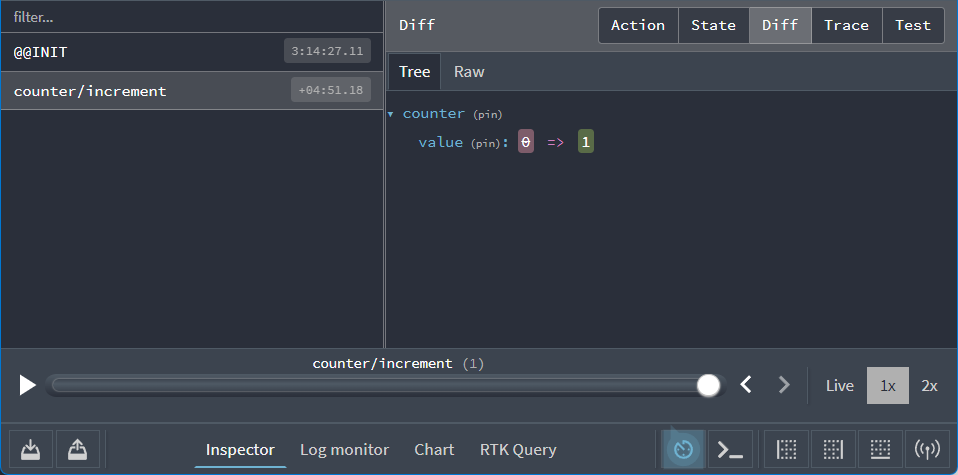 filter...
@@INIT 3:14:27.11
counter/increment +04:51.18
Diff Action State Diff Trace Test
Tree Raw
counter (pin)
value (pin): 0 => 1
counter/increment (1)
Live 1x 2x
Inspector Log monitor Chart RTK Query